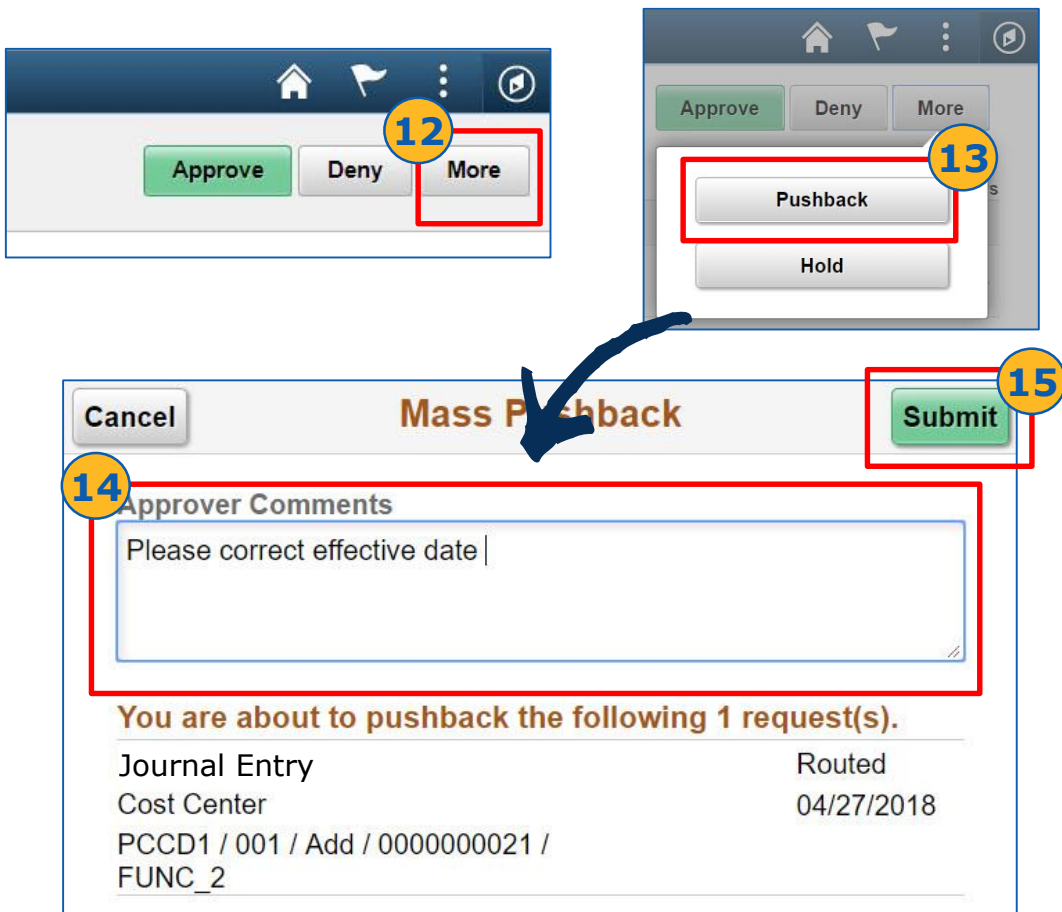 12
Approve Deny More
Approve Deny More
13
s
Pushback
Hold
Cancel Mass P shback Submit
15
14
Approver Comments
Please correct effective date
You are about to pushback the following 1 request(s).
Journal Entry Routed
Cost Center 04/27/2018
PCCD1 / 001 / Add / 0000000021 /
FUNC_2